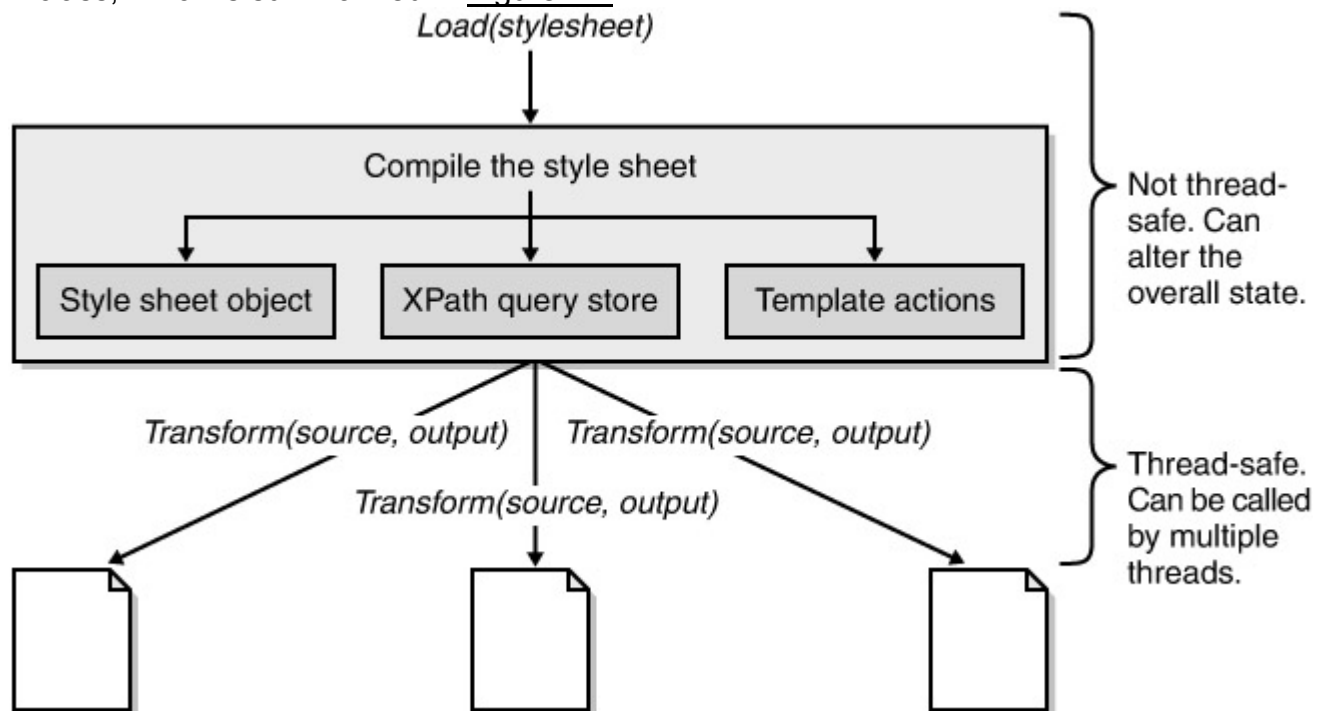 Load(stylesheet)
Compile the style sheet
Style sheet object
XPath query store
Template actions
Not thread-
safe. Can
alter the
overall state.
Transform(source, output)
Transform(source, output)
Transform(source, output)
Thread-safe.
Can be called
by multiple
threads.